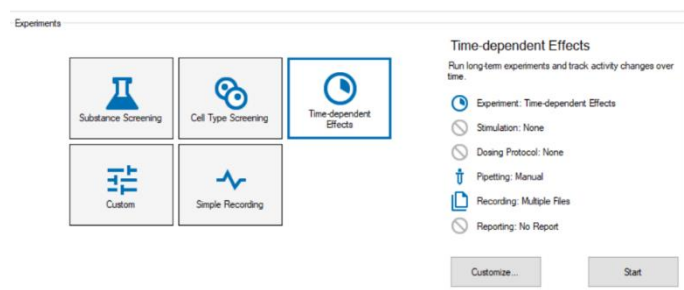 Experiments
Substance Screening
Cell Type Screening
Time-dependent
Effects
Custom
Simple Recording
Time-dependent Effects
Run long-term experiments and track activity changes over
time.
Experiment: Time-dependent Effects
Stimulation: None
Dosing Protocol: None
Pipetting: Manual
Recording: Multiple Files
Reporting: No Report
Customize...
Start